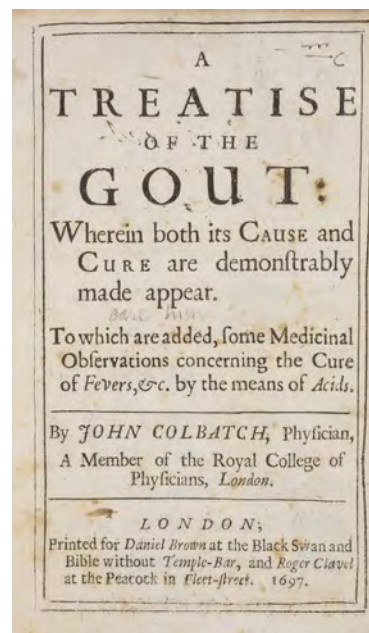 A
TREATISE
OF THE
GOUT:
Wherein both its CAUSE and
CURE are demonſtrably
made appear.
To which are added, ſome Medicinal
Obſervations concerning the Cure
of Fevers,&c. by the means of Acids.
By JOHN COLBATCH, Phyſician,
A Member of the Royal College of
Phyſicians, London.
LONDON;
Printed for Daniel Brown at the Black Swan and
Bible without Temple-Bar, and Roger Clavel
at the Peacock in Fleet-ſtreet. 1697.